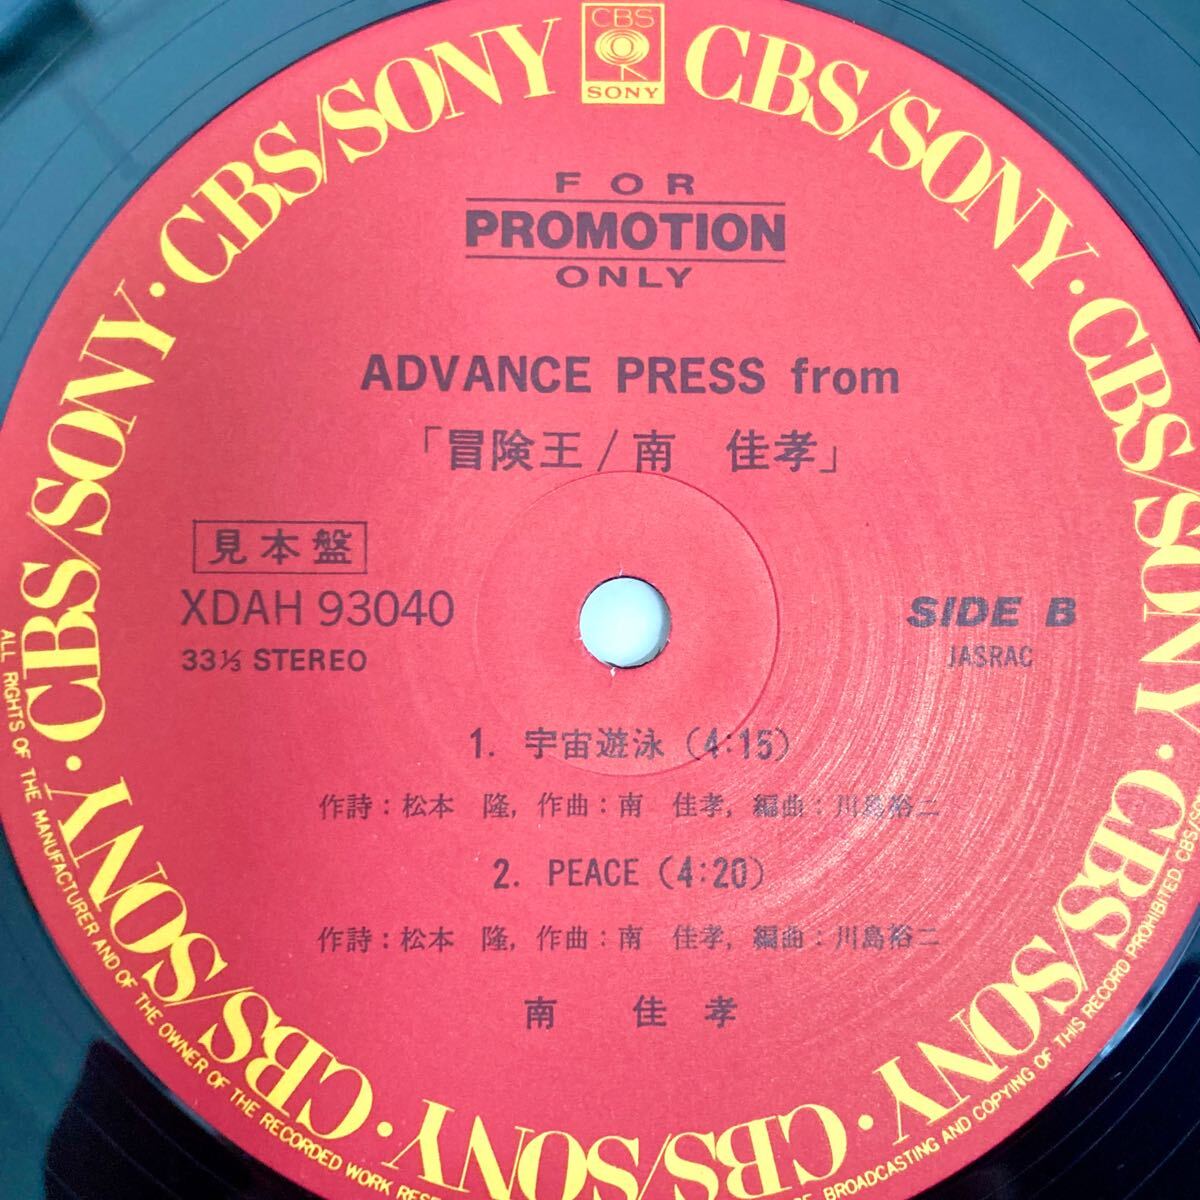 CBS
SONY
CBS/SONY · CBS/SONY · CBS/SONY · CBS/SONY · CBS/SONY · CBS/SONY · CBS/SONY · CBS/SONY
FOR
PROMOTION
ONLY
ADVANCE PRESS from
「冒険王/南 佳孝」
見本盤
XDAH 93040
33⅓ STEREO
SIDE B
JASRAC
1. 宇宙遊泳 (4:15)
作詩:松本 隆, 作曲:南 佳孝, 編曲:川島裕二
2. PEACE (4:20)
作詩:松本 隆, 作曲:南 佳孝, 編曲:川島裕二
南 佳孝
ALL RIGHTS OF THE MANUFACTURER AND OF THE OWNER OF THE RECORDED WORK
BROADCASTING AND COPYING OF THIS RECORD PROHIBITED